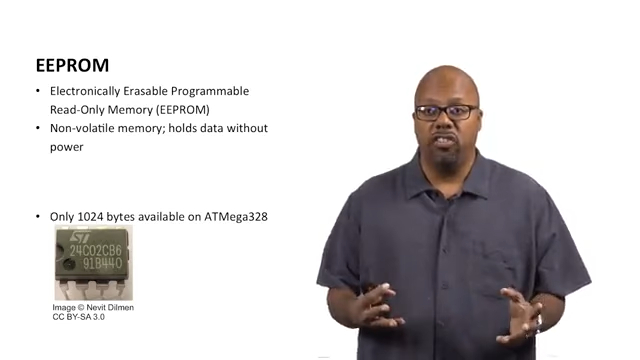 EEPROM
• Electronically Erasable Programmable
Read-Only Memory (EEPROM)
• Non-volatile memory; holds data without
power
• Only 1024 bytes available on ATMega328
ST
24C02CB6
91B440
Image © Nevit Dilmen
CC BY-SA 3.0